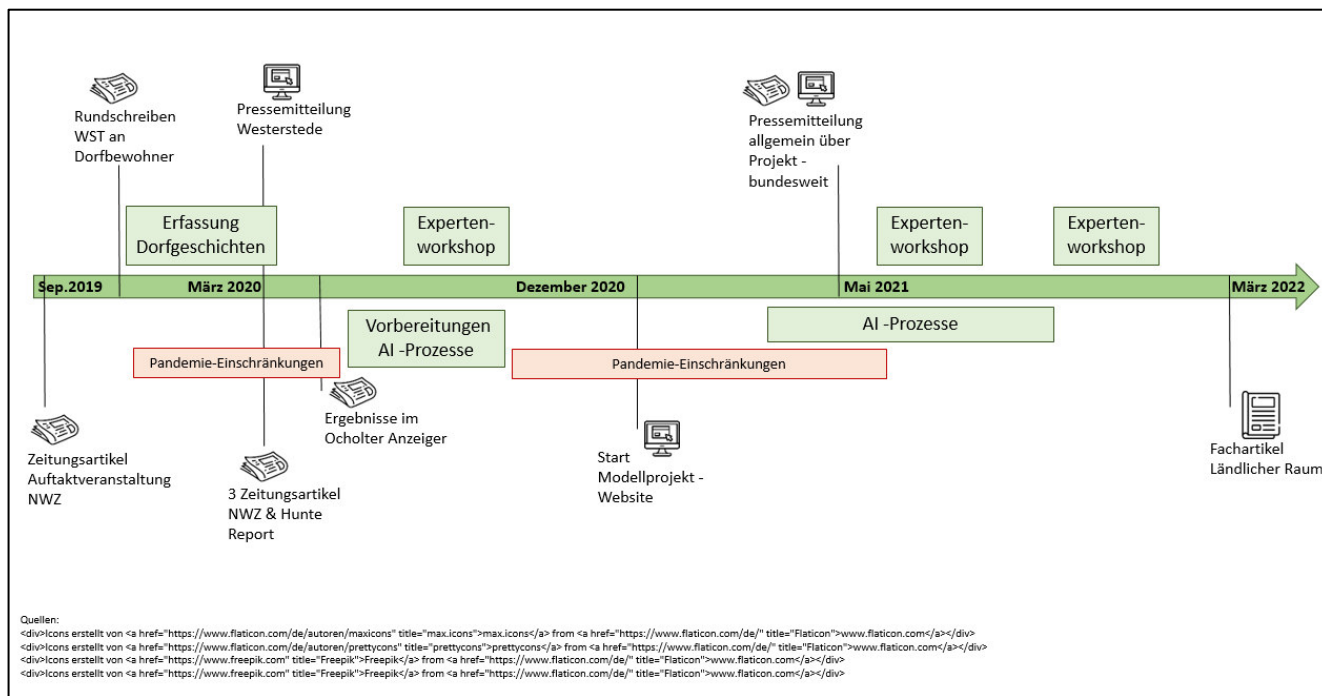 Rundschreiben
WST an
Dorfbewohner
Pressemitteilung
Westerstede
Pressemitteilung
allgemein über
Projekt -
bundesweit
Erfassung
Dorfgeschichten
Experten-
workshop
Experten-
workshop
Experten-
workshop
Sep.2019
März 2020
Dezember 2020
Mai 2021
März 2022
Vorbereitungen
AI -Prozesse
AI -Prozesse
Pandemie-Einschränkungen
Pandemie-Einschränkungen
Zeitungsartikel
Auftaktveranstaltung
NWZ
3 Zeitungsartikel
NWZ & Hunte
Report
Ergebnisse im
Ocholter Anzeiger
Start
Modellprojekt -
Website
Fachartikel
Ländlicher Raum
Quellen:
<div>Icons erstellt von <a href="https://www.flaticon.com/de/autoren/maxicons" title="max.icons">max.icons</a> from <a href="https://www.flaticon.com/de/" title="Flaticon">www.flaticon.com</a></div>
<div>Icons erstellt von <a href="https://www.flaticon.com/de/autoren/prettycons" title="prettycons">prettycons</a> from <a href="https://www.flaticon.com/de/" title="Flaticon">www.flaticon.com</a></div>
<div>Icons erstellt von <a href="https://www.freepik.com" title="Freepik">Freepik</a> from <a href="https://www.flaticon.com/de/" title="Flaticon">www.flaticon.com</a></div>
<div>Icons erstellt von <a href="https://www.freepik.com" title="Freepik">Freepik</a> from <a href="https://www.flaticon.com/de/" title="Flaticon">www.flaticon.com</a></div>